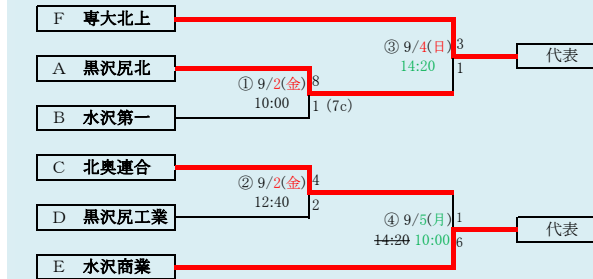 F 専大北上
③ 9/4(日) 3
14:20 1
代表
A 黒沢尻北
① 9/2(金) 8
10:00 1 (7c)
B 水沢第一
C 北奥連合
② 9/2(金) 4
12:40 2
D 黒沢尻工業
④ 9/5(月) 1
14:20 10:00 6
代表
E 水沢商業